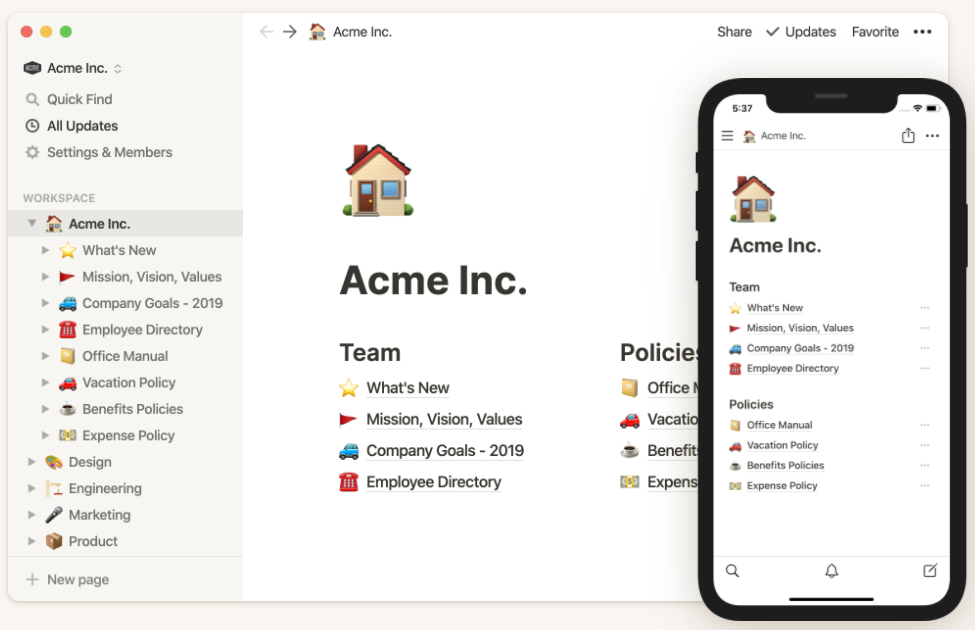 Acme Inc.
Share
Updates
Favorite
ACME
Acme Inc.
Quick Find
All Updates
Settings & Members
WORKSPACE
Acme Inc.
What's New
Mission, Vision, Values
Company Goals - 2019
Employee Directory
Office Manual
Vacation Policy
Benefits Policies
Expense Policy
Design
Engineering
Marketing
Product
New page
Acme Inc.
Team
What's New
Mission, Vision, Values
Company Goals - 2019
Employee Directory
Policies
Office
Vacatio
Benefits
Expens
5:37
Acme Inc.
Acme Inc.
Team
What's New
Mission, Vision, Values
Company Goals - 2019
Employee Directory
Policies
Office Manual
Vacation Policy
Benefits Policies
Expense Policy